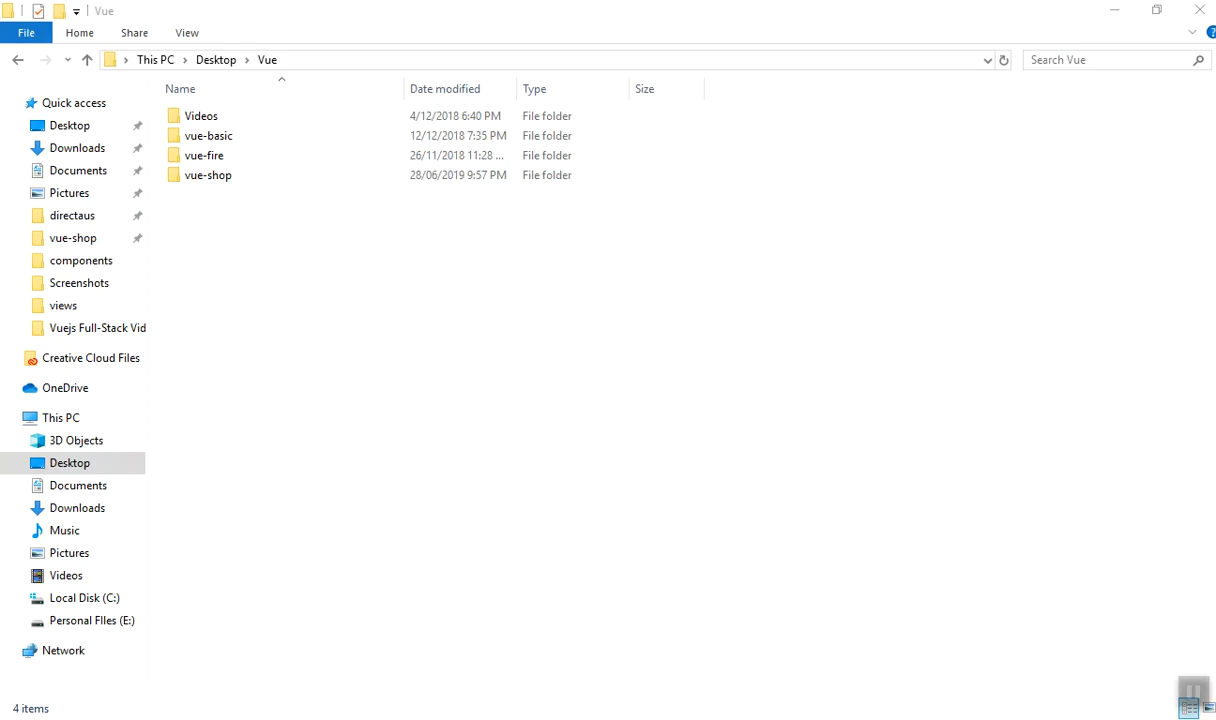 Vue
File Home Share View
This PC > Desktop > Vue
Search Vue
Name Date modified Type Size
Videos 4/12/2018 6:40 PM File folder
vue-basic 12/12/2018 7:35 PM File folder
vue-fire 26/11/2018 11:28 ... File folder
vue-shop 28/06/2019 9:57 PM File folder
Quick access
Desktop
Downloads
Documents
Pictures
directaus
vue-shop
components
Screenshots
views
Vuejs Full-Stack Vid
Creative Cloud Files
OneDrive
This PC
3D Objects
Desktop
Documents
Downloads
Music
Pictures
Videos
Local Disk (C:)
Personal FIles (E:)
Network
4 items